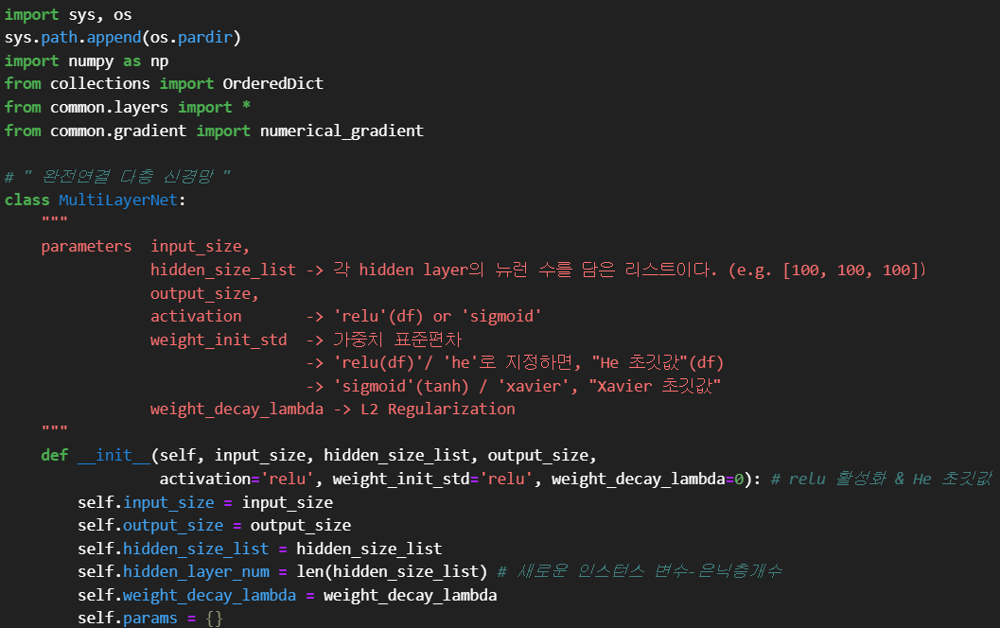 import sys, os
sys.path.append(os.pardir)
import numpy as np
from collections import OrderedDict
from common.layers import *
from common.gradient import numerical_gradient

# " 완전연결 다층 신경망 "
class MultiLayerNet:
    """
    parameters  input_size,
                hidden_size_list -> 각 hidden layer의 뉴런 수를 담은 리스트이다. (e.g. [100, 100, 100])
                output_size,
                activation       -> 'relu'(df) or 'sigmoid'
                weight_init_std  -> 가중치 표준편차
                                 -> 'relu(df)'/ 'he'로 지정하면, "He 초깃값"(df)
                                 -> 'sigmoid'(tanh) / 'xavier', "Xavier 초깃값"
                weight_decay_lambda -> L2 Regularization
    """
    def __init__(self, input_size, hidden_size_list, output_size,
                 activation='relu', weight_init_std='relu', weight_decay_lambda=0): # relu 활성화 & He 초깃값
        self.input_size = input_size
        self.output_size = output_size
        self.hidden_size_list = hidden_size_list
        self.hidden_layer_num = len(hidden_size_list) # 새로운 인스턴스 변수-은닉층개수
        self.weight_decay_lambda = weight_decay_lambda
        self.params = {}